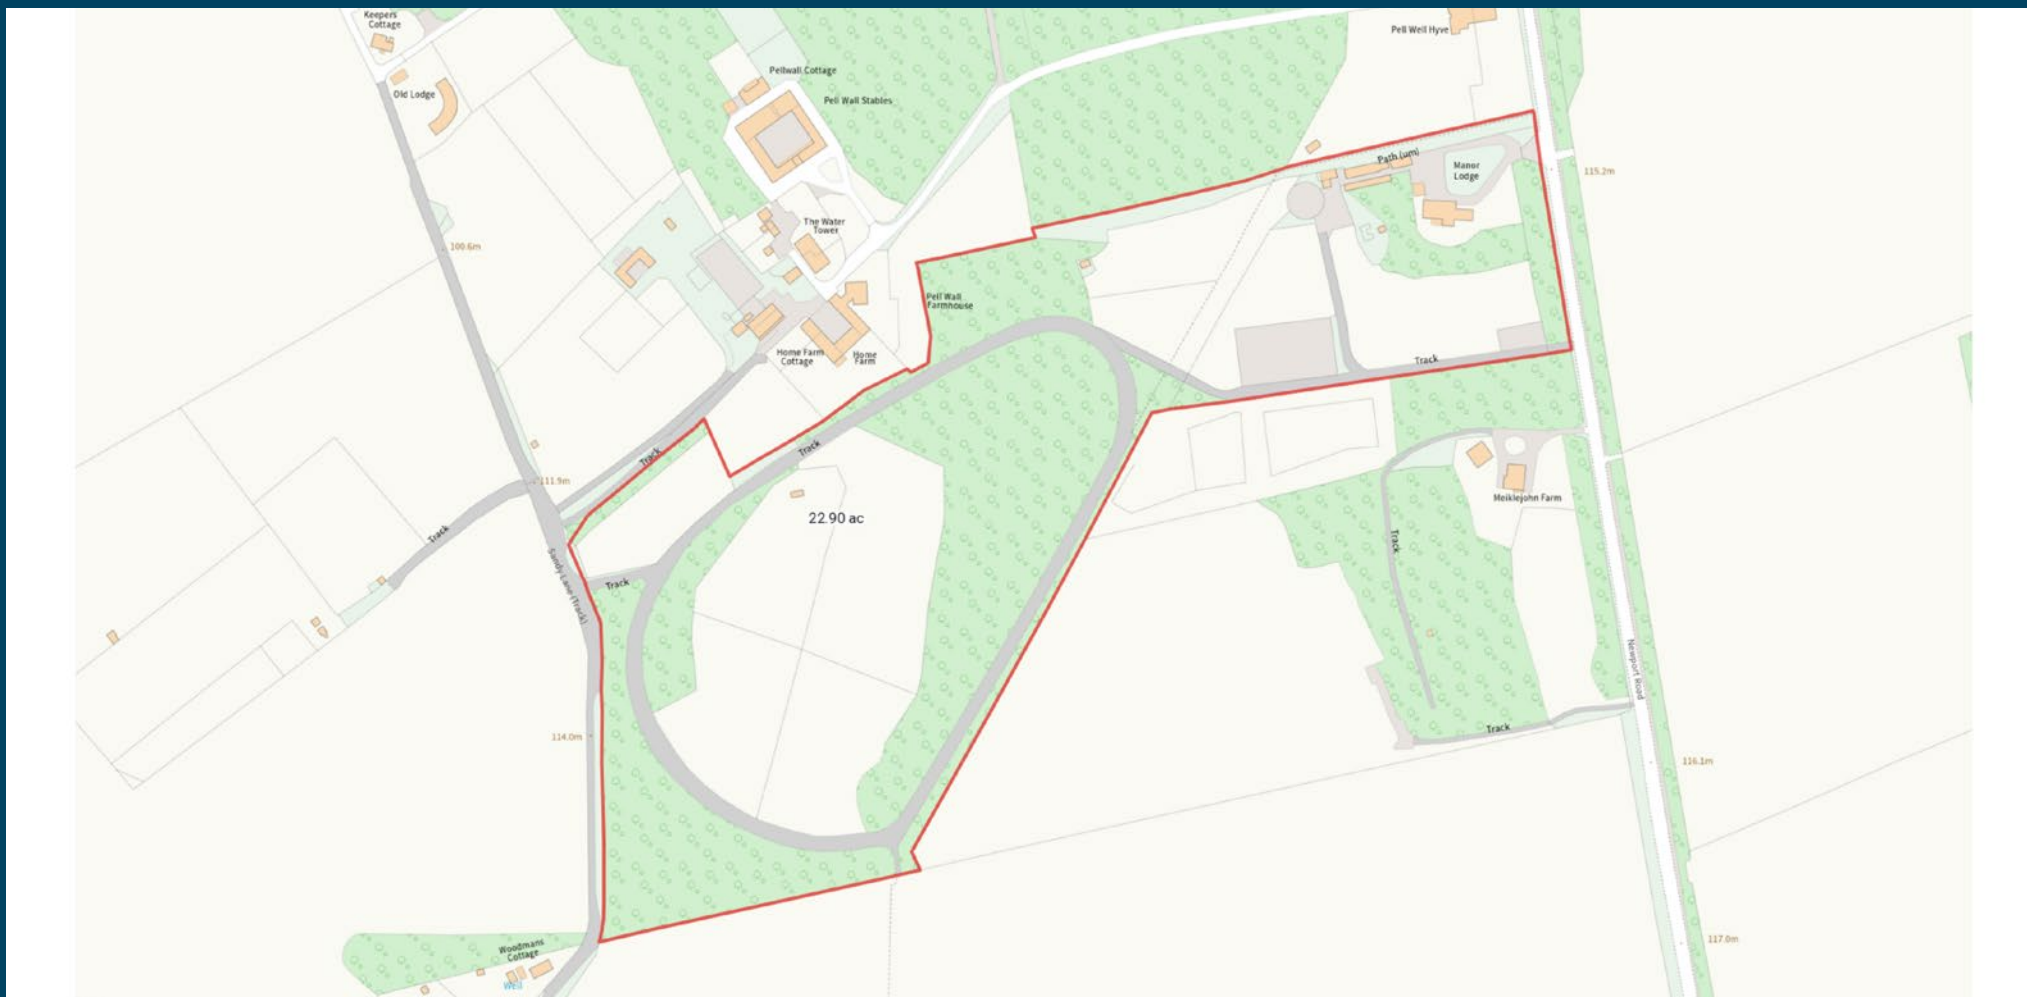 Keepers
Cottage
Pell Well Hyve
Pellwall Cottage
Old Lodge
Pell Wall Stables
Path (um)
Manor
Lodge
115.2m
The Water
Tower
100.6m
Pell Wall
Farmhouse
Home Farm
Cottage
Home
Farm
Track
Track
Track
111.9m
Meiklejohn Farm
22.90 ac
Track
Track
Sandy Lane (Track)
Track
Newport Road
114.0m
Track
116.1m
Woodmans
Cottage
117.0m
Well